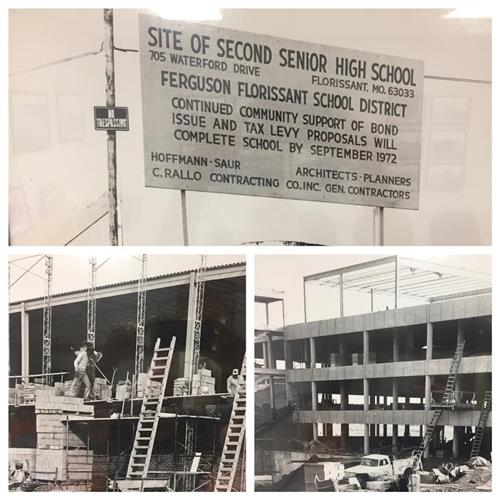 SITE OF SECOND SENIOR HIGH SCHOOL
705 WATERFORD DRIVE FLORISSANT, MO. 63033
FERGUSON FLORISSANT SCHOOL DISTRICT
CONTINUED COMMUNITY SUPPORT OF BOND
ISSUE AND TAX LEVY PROPOSALS WILL
COMPLETE SCHOOL BY SEPTEMBER 1972
HOFFMANN-SAUR ARCHITECTS-PLANNERS
C. RALLO CONTRACTING CO. INC. GEN. CONTRACTORS
NO
TRESPASSING